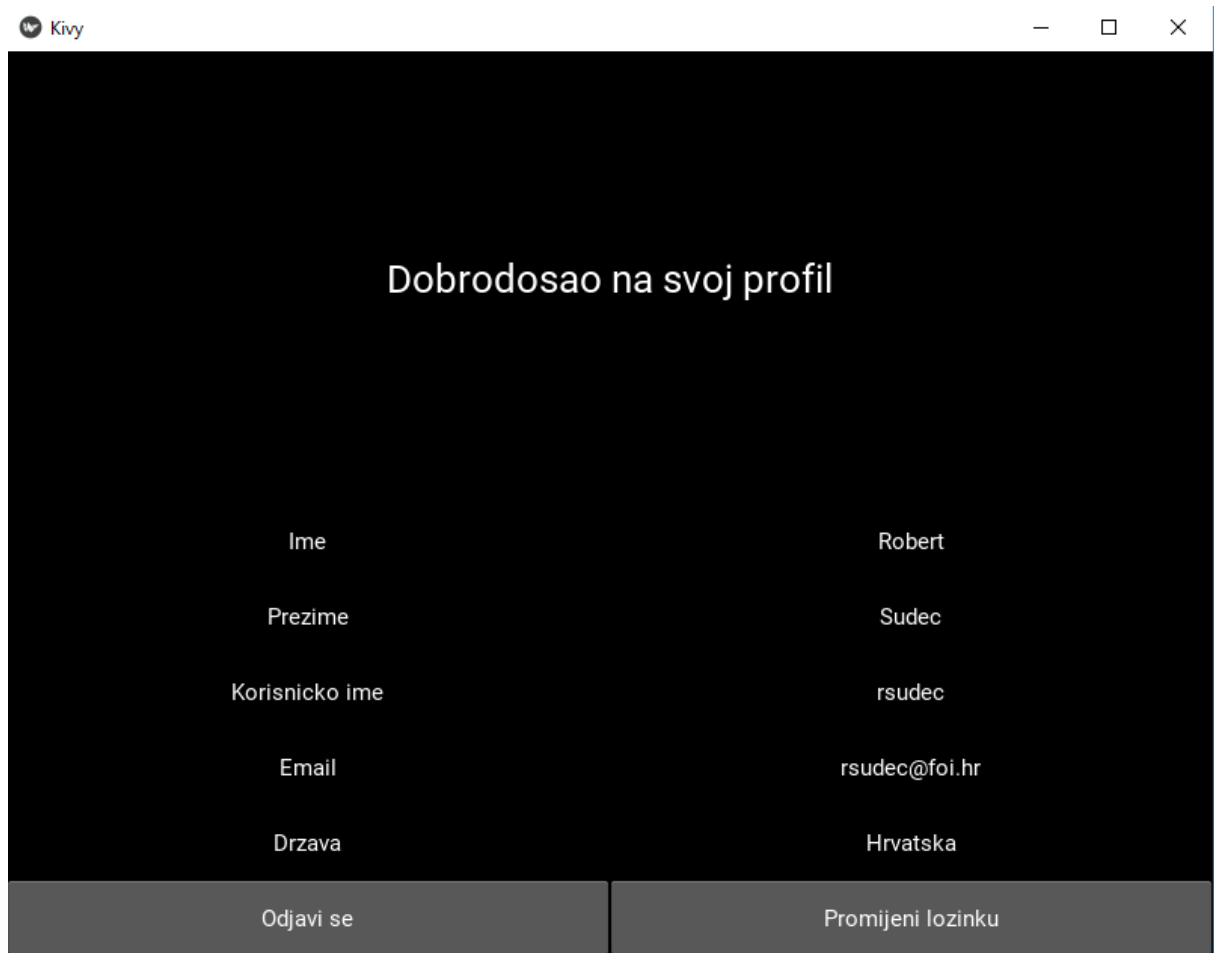 Kivy
Dobrodosao na svoj profil
Ime Robert
Prezime Sudec
Korisnicko ime rsudec
Email rsudec@foi.hr
Drzava Hrvatska
Odjavi se Promijeni lozinku